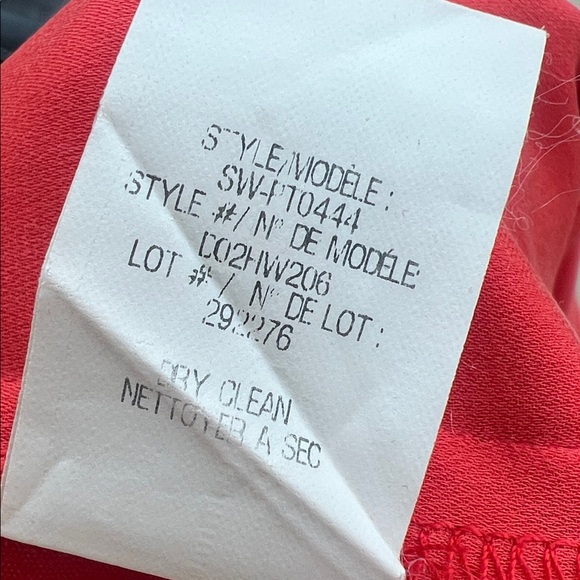 STYLE/MODÈLE :
SW-PT0444
STYLE #/ N° DE MODÈLE
D02HW206
LOT #/ N° DE LOT :
292276
DRY CLEAN
NETTOYER A SEC